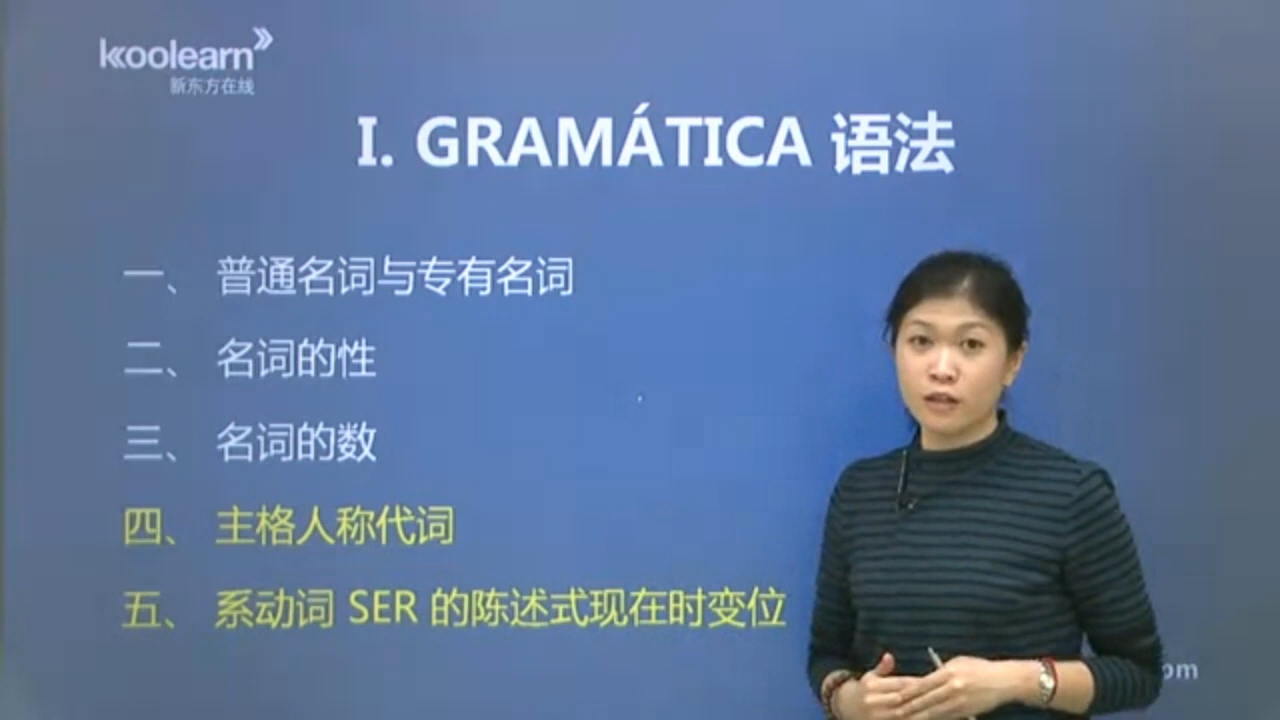 koolearn
新东方在线
I. GRAMÁTICA 语法
一、 普通名词与专有名词
二、 名词的性
三、 名词的数
四、 主格人称代词
五、 系动词 SER 的陈述式现在时变位
om